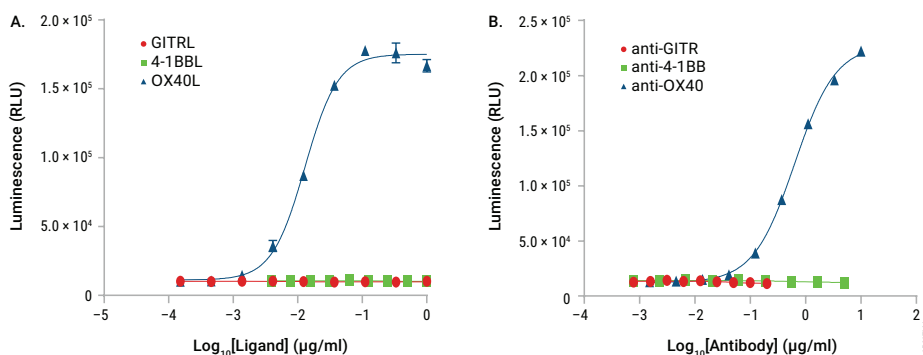 A.
2.0 × 10⁵
1.5 × 10⁵
1.0 × 10⁵
5.0 × 10⁴
0
Luminescence (RLU)
GITRL
4-1BBL
OX40L
−5 −4 −3 −2 −1 0
Log₁₀[Ligand] (µg/ml)
B.
2.5 × 10⁵
2.0 × 10⁵
1.5 × 10⁵
1.0 × 10⁵
5.0 × 10⁴
0
Luminescence (RLU)
anti-GITR
anti-4-1BB
anti-OX40
−4 −3 −2 −1 0 1 2
Log₁₀[Antibody] (µg/ml)